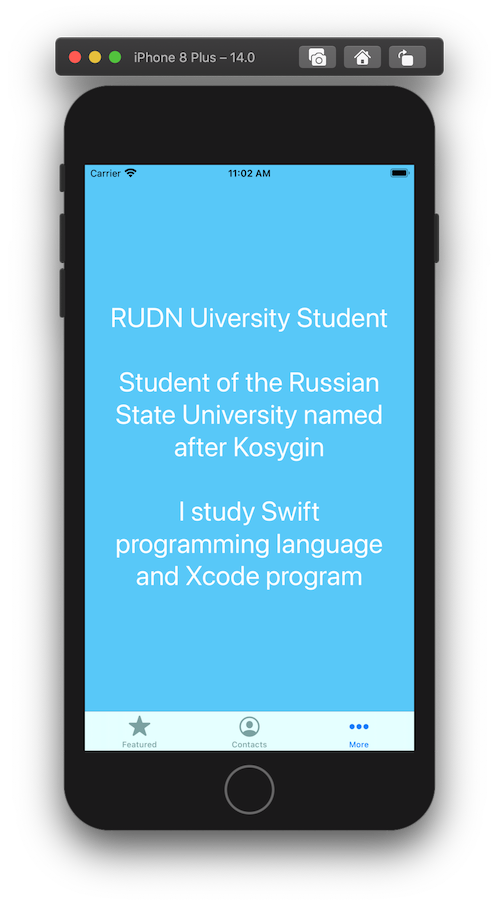 iPhone 8 Plus – 14.0
Carrier 11:02 AM
RUDN Uiversity Student
Student of the Russian
State University named
after Kosygin
I study Swift
programming language
and Xcode program
Featured Contacts More